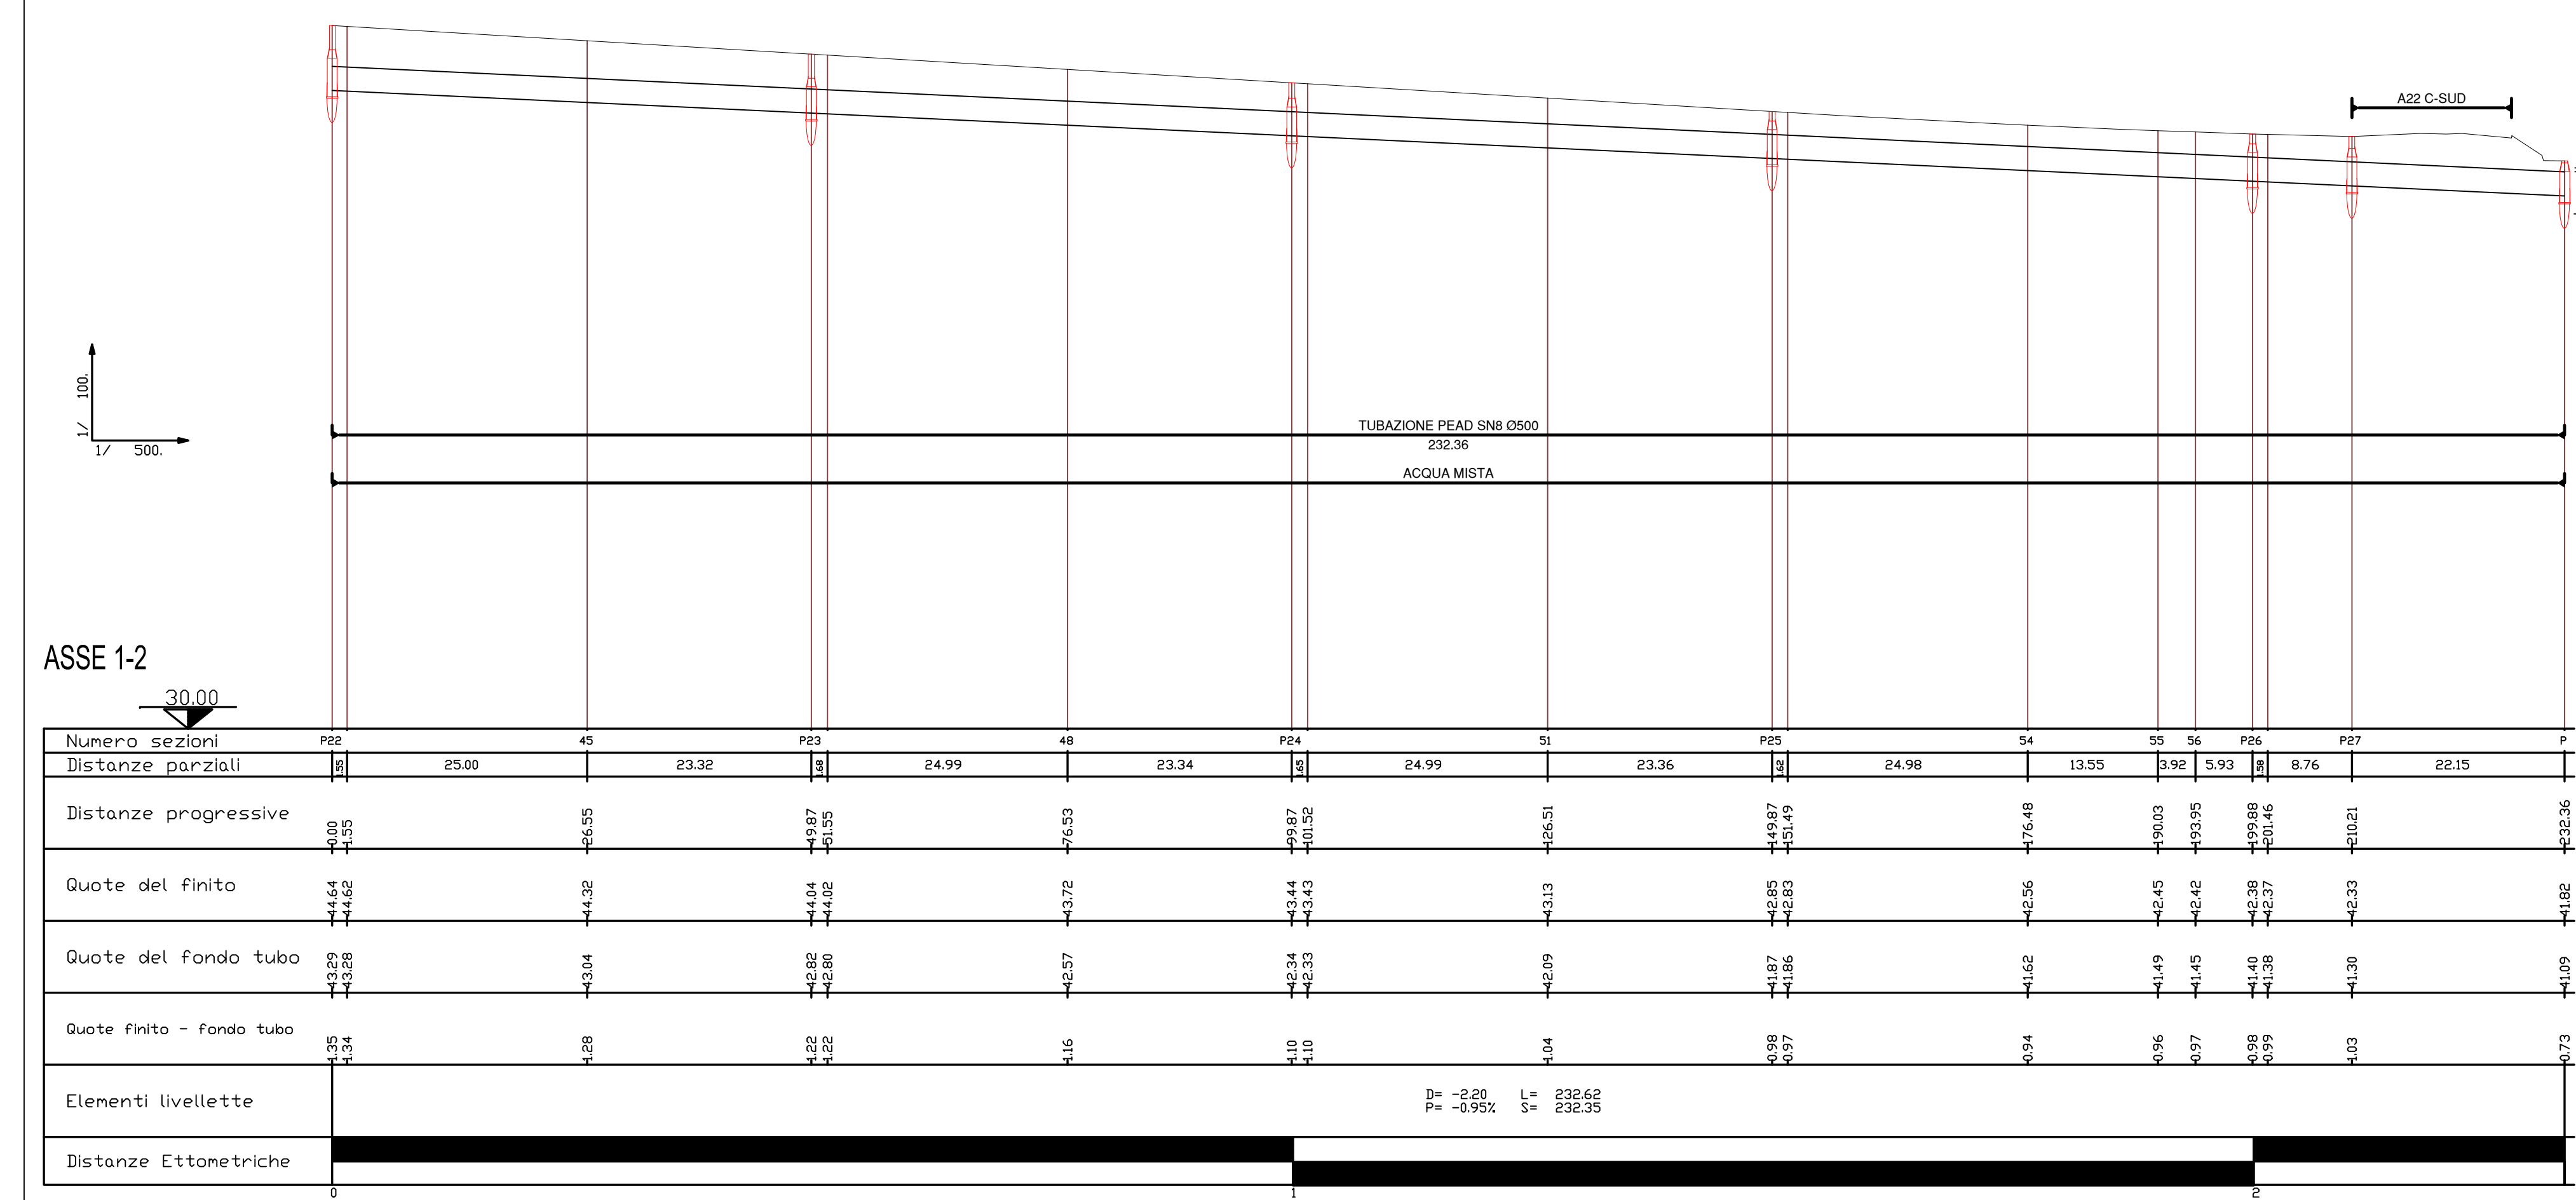 A22 C-SUD
1/ 100.
1/ 500.
TUBAZIONE PEAD SN8 Ø500
232.36
ACQUA MISTA
ASSE 1-2
30.00
Numero sezioni P22 45 P23 48 P24 51 P25 54 55 56 P26 P27 P
Distanze parziali 1.55 25.00 23.32 1.68 24.99 23.34 1.65 24.99 23.36 1.62 24.98 13.55 3.92 5.93 1.58 8.76 22.15
Distanze progressive 0.00 1.55 26.55 49.87 51.55 76.53 99.87 101.52 126.51 149.87 151.49 176.48 190.03 193.95 199.88 201.46 210.21 232.36
Quote del finito 44.64 44.62 44.32 44.04 44.02 43.72 43.44 43.43 43.13 42.85 42.83 42.56 42.45 42.42 42.38 42.37 42.33 41.82
Quote del fondo tubo 43.29 43.28 43.04 42.82 42.80 42.57 42.34 42.33 42.09 41.87 41.86 41.62 41.49 41.45 41.40 41.38 41.30 41.09
Quote finito - fondo tubo 1.35 1.34 1.28 1.22 1.22 1.16 1.10 1.10 1.04 0.98 0.97 0.94 0.96 0.97 0.98 0.99 1.03 0.73
Elementi livellette
D= -2.20 L= 232.62
P= -0.95% S= 232.35
Distanze Ettometriche
0 1 2